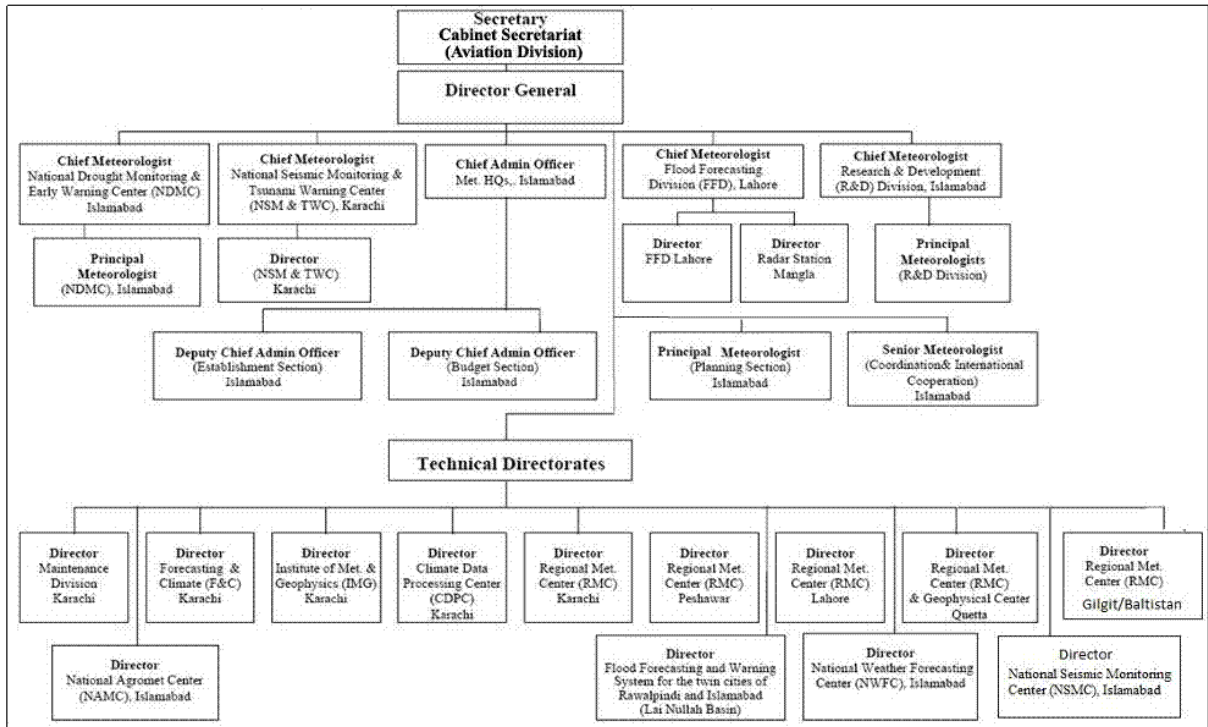 Secretary
Cabinet Secretariat
(Aviation Division)
Director General
Chief Meteorologist
National Drought Monitoring &
Early Warning Center (NDMC)
Islamabad
Chief Meteorologist
National Seismic Monitoring &
Tsunami Warning Center
(NSM & TWC), Karachi
Chief Admin Officer
Met. HQs,. Islamabad
Chief Meteorologist
Flood Forecasting
Division (FFD), Lahore
Chief Meteorologist
Research & Development
(R&D) Division, Islamabad
Principal
Meteorologist
(NDMC), Islamabad
Director
(NSM & TWC)
Karachi
Director
FFD Lahore
Director
Radar Station
Mangla
Principal
Meteorologists
(R&D Division)
Deputy Chief Admin Officer
(Establishment Section)
Islamabad
Deputy Chief Admin Officer
(Budget Section)
Islamabad
Principal Meteorologist
(Planning Section)
Islamabad
Senior Meteorologist
(Coordination& International
Cooperation)
Islamabad
Technical Directorates
Director
Maintenance
Division
Karachi
Director
Forecasting &
Climate (F&C)
Karachi
Director
Institute of Met. &
Geophysics (IMG)
Karachi
Director
Climate Data
Processing Center
(CDPC)
Karachi
Director
Regional Met.
Center (RMC)
Karachi
Director
Regional Met.
Center (RMC)
Peshawar
Director
Regional Met.
Center (RMC)
Lahore
Director
Regional Met.
Center (RMC)
& Geophysical Center
Quetta
Director
Regional Met.
Center (RMC)
Gilgit/Baltistan
Director
National Agromet Center
(NAMC), Islamabad
Director
Flood Forecasting and Warning
System for the twin cities of
Rawalpindi and Islamabad
(Lai Nullah Basin)
Director
National Weather Forecasting
Center (NWFC), Islamabad
Director
National Seismic Monitoring
Center (NSMC), Islamabad